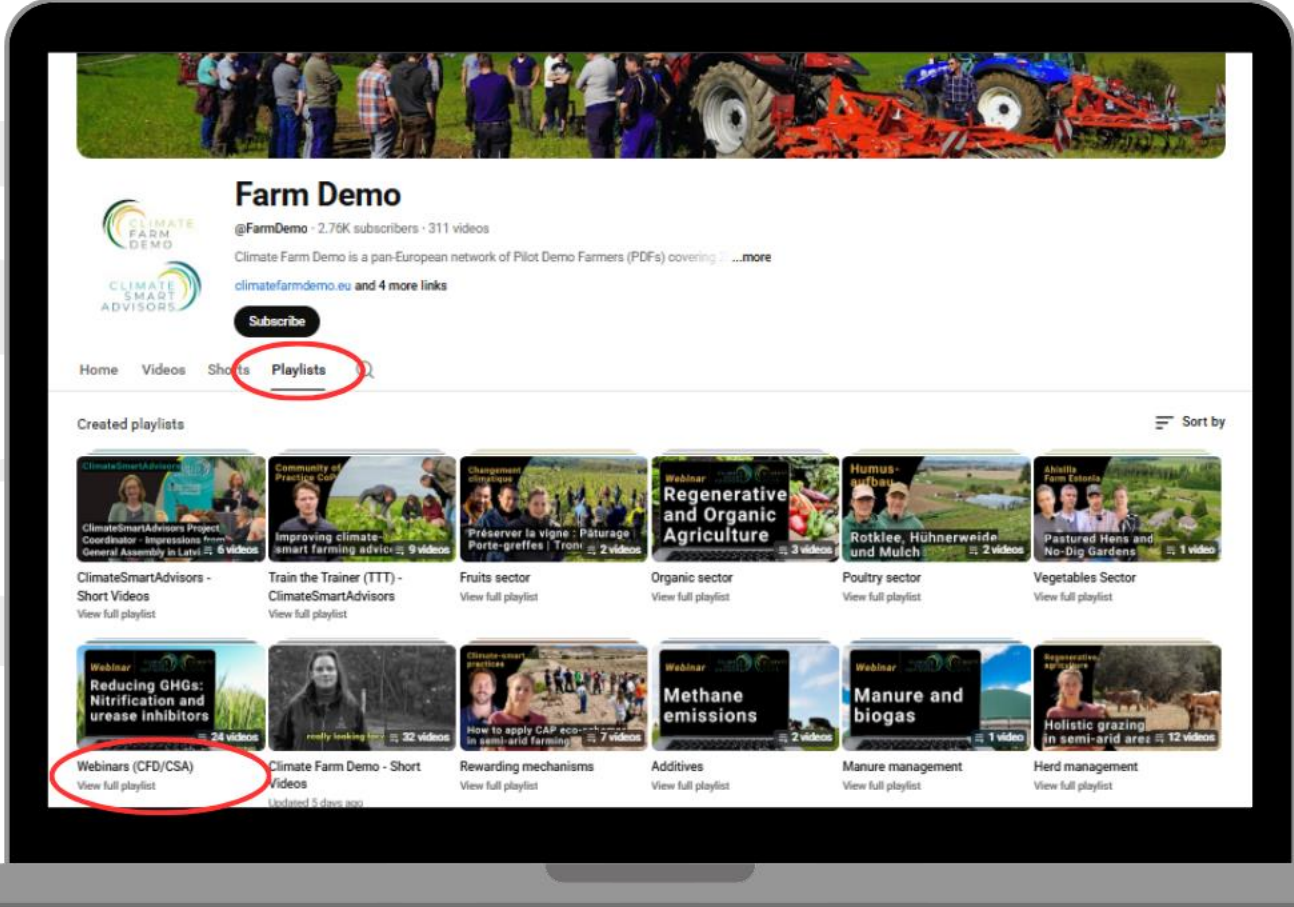 Farm Demo
CLIMATE
FARM
DEMO
CLIMATE
SMART
ADVISORS
@FarmDemo · 2.76K subscribers · 311 videos
Climate Farm Demo is a pan-European network of Pilot Demo Farmers (PDFs) covering ...more
climatefarmdemo.eu and 4 more links
Subscribe
Home Videos Shorts Playlists
Created playlists
Sort by
ClimateSmartAdvisors
ClimateSmartAdvisors Project
Coordinator - Impressions from
General Assembly in Latvi
6 videos
ClimateSmartAdvisors -
Short Videos
View full playlist
Community of
Practice CoP
Improving climate-
smart farming advic
9 videos
Train the Trainer (TTT) -
ClimateSmartAdvisors
View full playlist
Changement
climatique
Préserver la vigne : Pâturage
Porte-greffes | Tron
2 videos
Fruits sector
View full playlist
Webinar
Regenerative
and Organic
Agriculture
3 videos
Organic sector
View full playlist
Humus-
aufbau
Rotklee, Hühnerweide
und Mulch
2 videos
Poultry sector
View full playlist
Farm Estonia
Pastured Hens and
No-Dig Gardens
1 video
Vegetables Sector
View full playlist
Webinar
Reducing GHGs:
Nitrification and
urease inhibitors
24 videos
Webinars (CFD/CSA)
View full playlist
really looking
32 videos
Climate Farm Demo - Short
Videos
Updated 5 days ago
Climate-smart
practices
How to apply CAP eco-schemes
in semi-arid farming
7 videos
Rewarding mechanisms
View full playlist
Webinar
Methane
emissions
2 videos
Additives
View full playlist
Webinar
Manure and
biogas
1 video
Manure management
View full playlist
Regenerative
agriculture
Holistic grazing
in semi-arid area
12 videos
Herd management
View full playlist